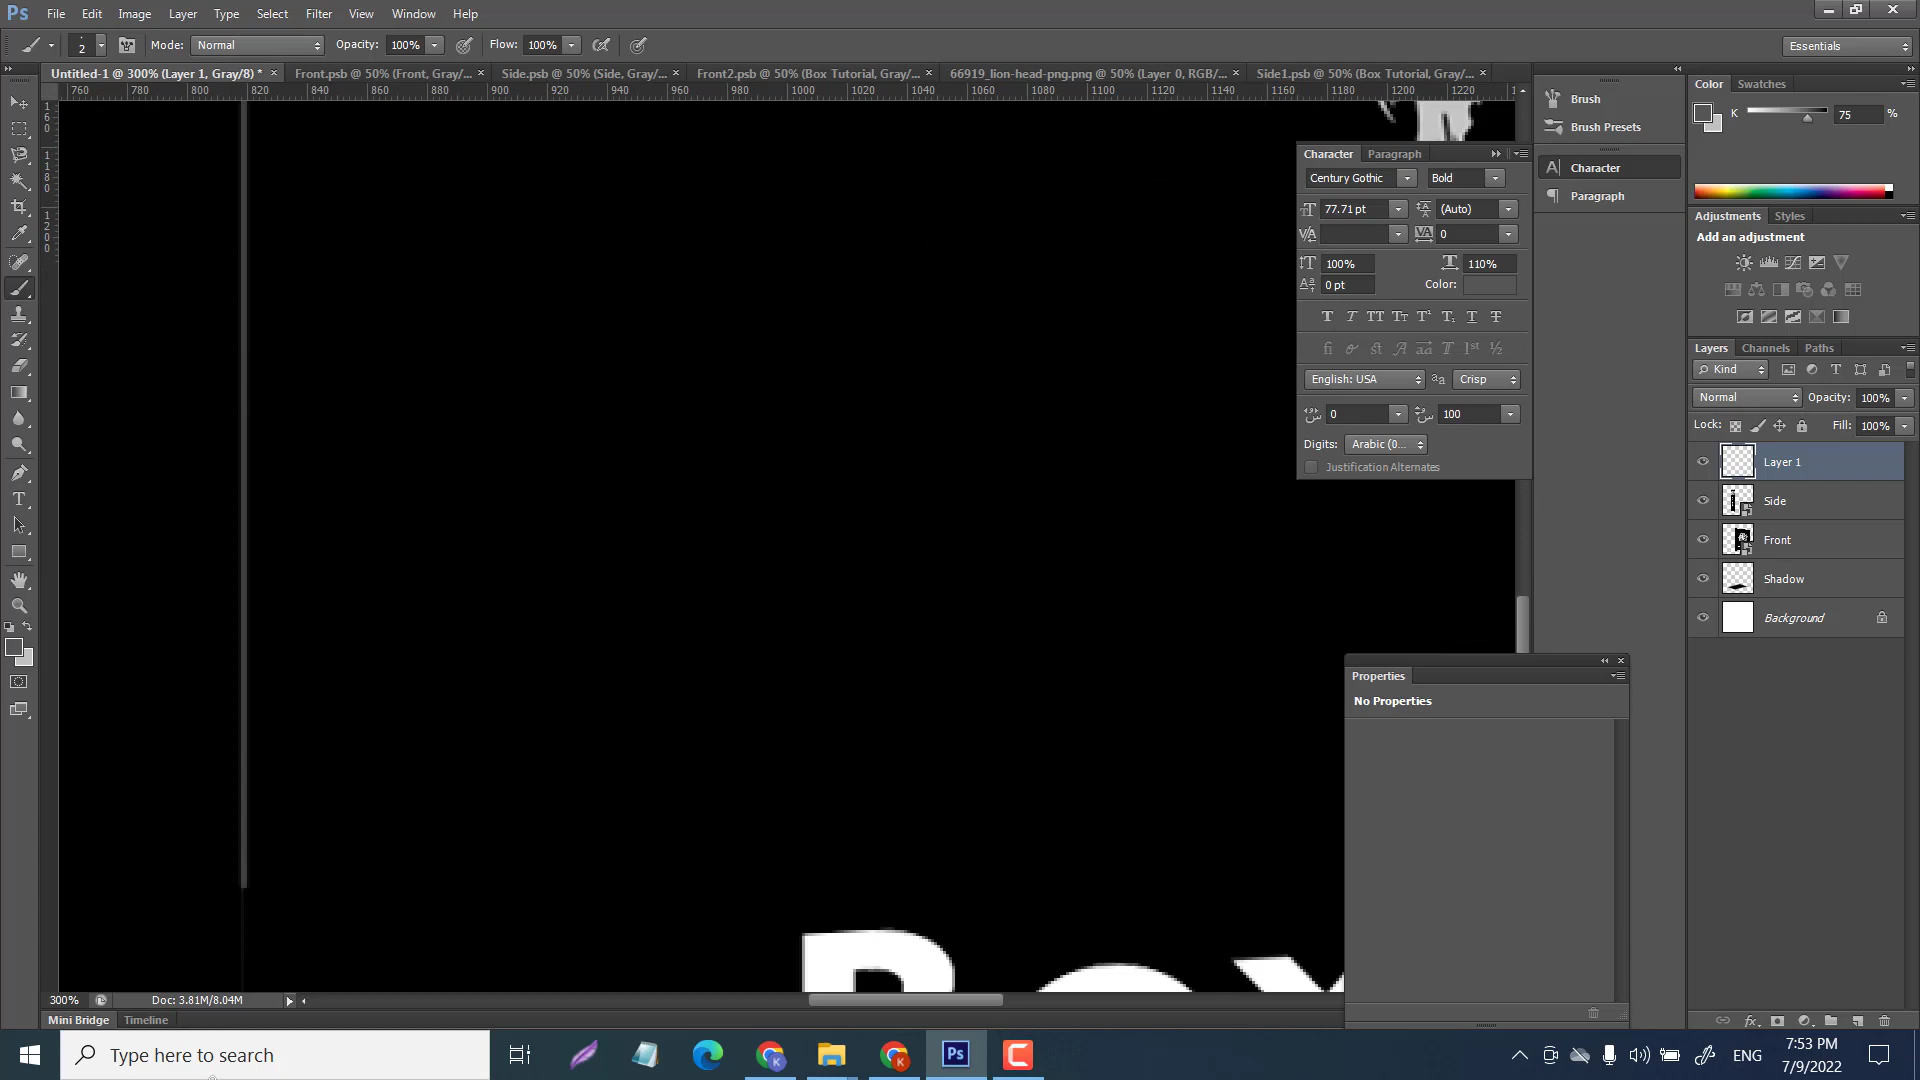 Ps File Edit Image Layer Type Select Filter View Window Help
2 Mode: Normal Opacity: 100% Flow: 100% Essentials
Untitled-1 @ 300% (Layer 1, Gray/8) * × Front.psb @ 50% (Front, Gray/... × Side.psb @ 50% (Side, Gray/... × Front2.psb @ 50% (Box Tutorial, Gray/... × 66919_lion-head-png.png @ 50% (Layer 0, RGB/... × Side1.psb @ 50% (Box Tutorial, Gray/... ×
760 780 800 820 840 860 880 900 920 940 960 980 1000 1020 1040 1060 1080 1100 1120 1140 1160 1180 1200 1220
1160
1180
1200
Character Paragraph
Century Gothic Bold
77.71 pt (Auto)
0
100% 110%
0 pt Color:
English: USA Crisp
0 100
Digits: Arabic (0...
Justification Alternates
Brush
Brush Presets
Character
Paragraph
Color Swatches
K 75 %
Adjustments Styles
Add an adjustment
Layers Channels Paths
Kind
Normal Opacity: 100%
Lock: Fill: 100%
Layer 1
Side
Front
Shadow
Background
Properties
No Properties
Box
300% Doc: 3.81M/8.04M
Mini Bridge Timeline
Type here to search
Ps
ENG
7:53 PM
7/9/2022